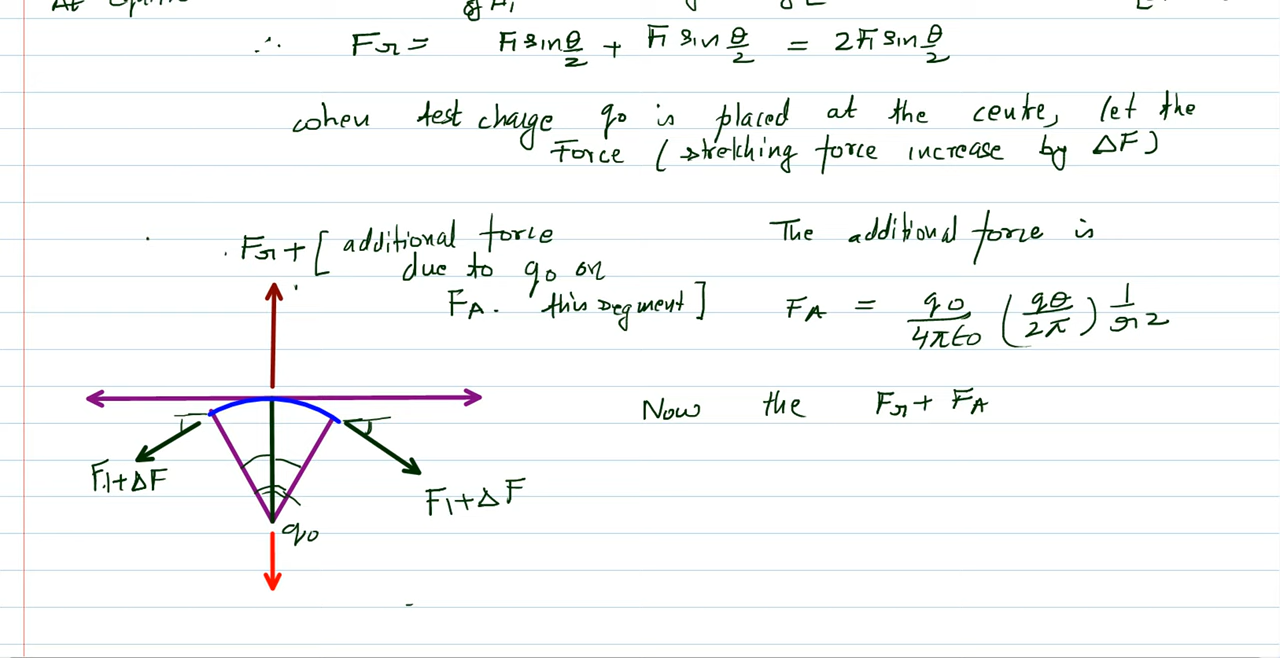 At
∴ Fr = F1 sin θ/2 + F1 sin θ/2 = 2F1 sin θ/2
when test charge q0 is placed at the centre, let the
Force (stretching force increase by ΔF)
Fr + [additional force
due to q0 on
FA. this segment]
The additional force is
FA = q0/4πε0 (qθ/2π) 1/r2
Now the Fr + FA
F1+ΔF
F1+ΔF
q0